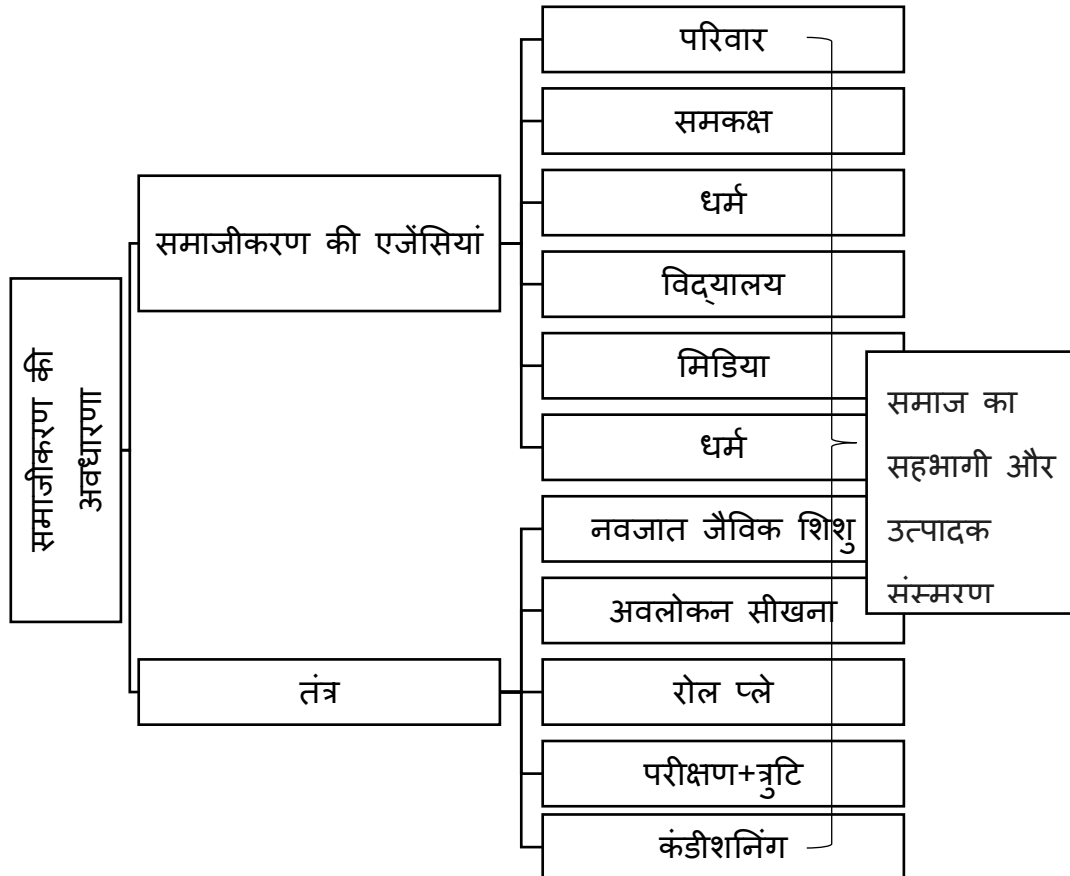 समाजीकरण की
अवधारणा
समाजीकरण की एजेंसियां
परिवार
समकक्ष
धर्म
विद्यालय
मिडिया
धर्म
तंत्र
नवजात जैविक शिशु
अवलोकन सीखना
रोल प्ले
परीक्षण+त्रुटि
कंडीशनिंग
समाज का
सहभागी और
उत्पादक
संस्मरण